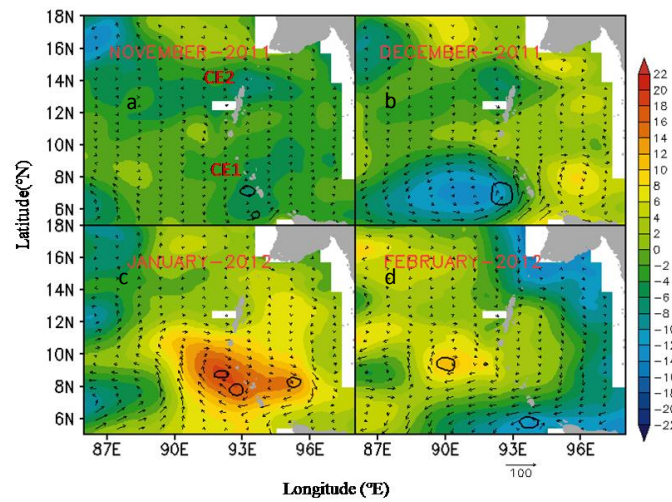 18N
16N
14N
12N
10N
8N
6N
NOVEMBER-2011
CE2
a
CE1
DECEMBER-2011
b
22
20
18
16
14
12
10
8
6
4
2
0
-2
-4
-6
-8
-10
-12
-14
-16
-18
-20
-22
Latitude(°N)
18N
16N
14N
12N
10N
8N
6N
JANUARY-2012
c
FEBRUARY-2012
d
87E 90E 93E 96E 87E 90E 93E 96E
100
Longitude (°E)